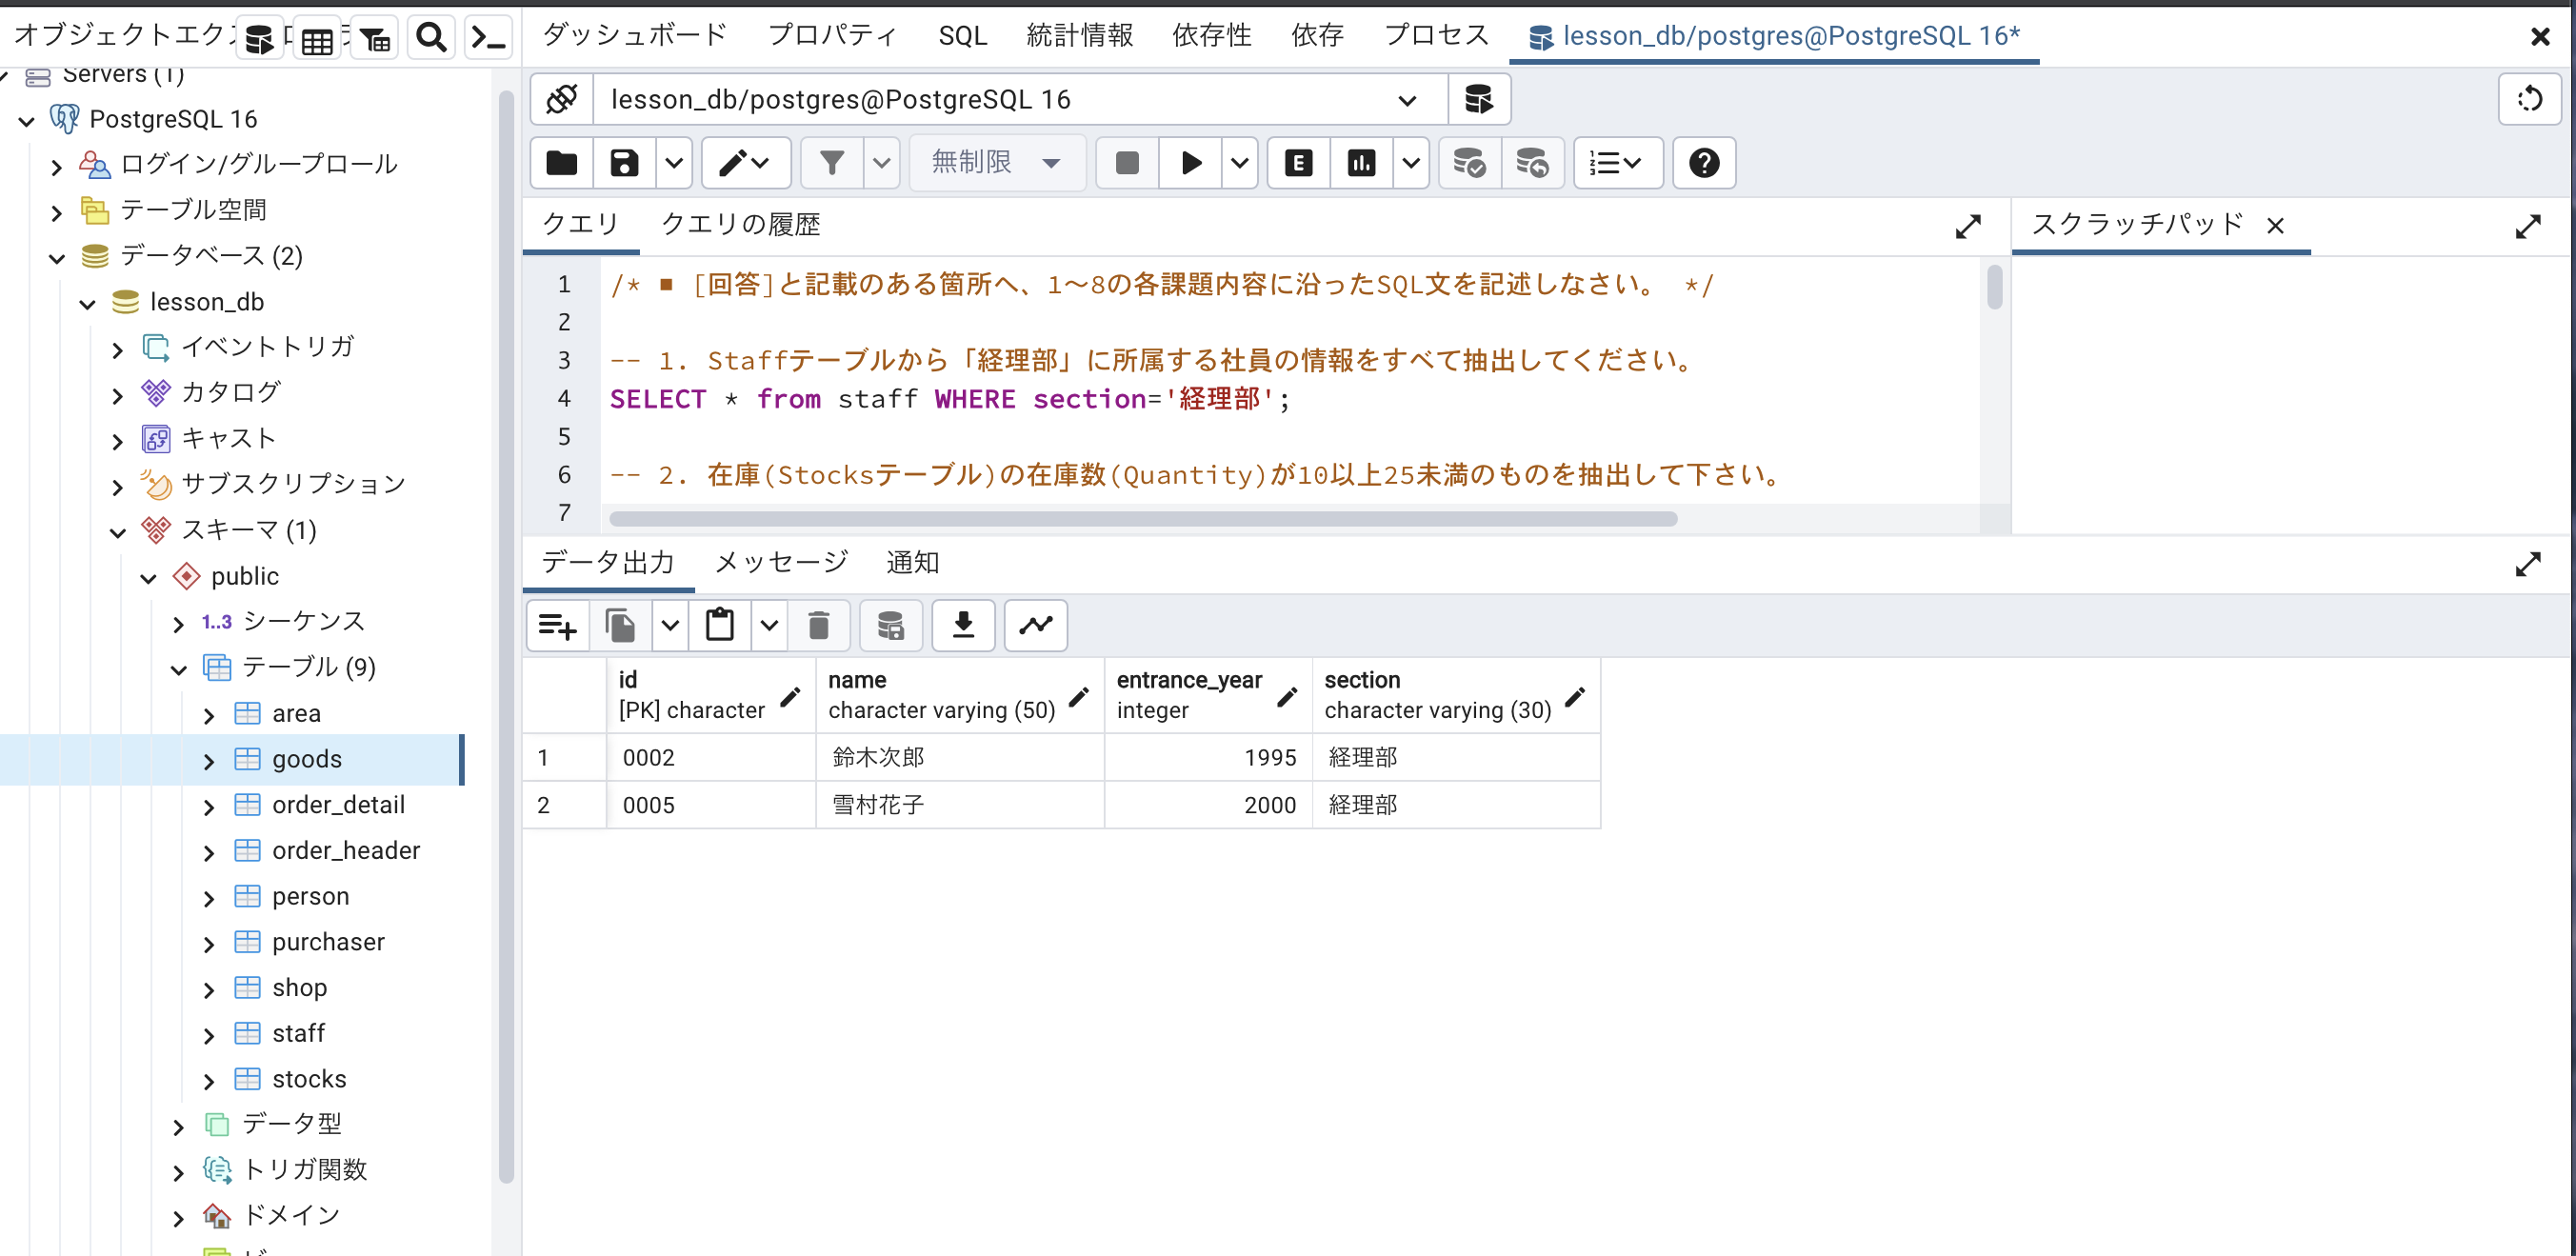 オブジェクトエクスプローラ
ダッシュボード プロパティ SQL 統計情報 依存性 依存 プロセス lesson_db/postgres@PostgreSQL 16*
Servers (1)
PostgreSQL 16
ログイン/グループロール
テーブル空間
データベース (2)
lesson_db
イベントトリガ
カタログ
キャスト
サブスクリプション
スキーマ (1)
public
1..3 シーケンス
テーブル (9)
area
goods
order_detail
order_header
person
purchaser
shop
staff
stocks
データ型
トリガ関数
ドメイン
lesson_db/postgres@PostgreSQL 16
無制限 E
クエリ クエリの履歴 スクラッチパッド
1 /* ■ [回答]と記載のある箇所へ、1〜8の各課題内容に沿ったSQL文を記述しなさい。 */
2
3 -- 1. Staffテーブルから「経理部」に所属する社員の情報をすべて抽出してください。
4 SELECT * from staff WHERE section='経理部';
5
6 -- 2. 在庫(Stocksテーブル)の在庫数(Quantity)が10以上25未満のものを抽出して下さい。
7
データ出力 メッセージ 通知
id name entrance_year section
[PK] character character varying (50) integer character varying (30)
1 0002 鈴木次郎 1995 経理部
2 0005 雪村花子 2000 経理部